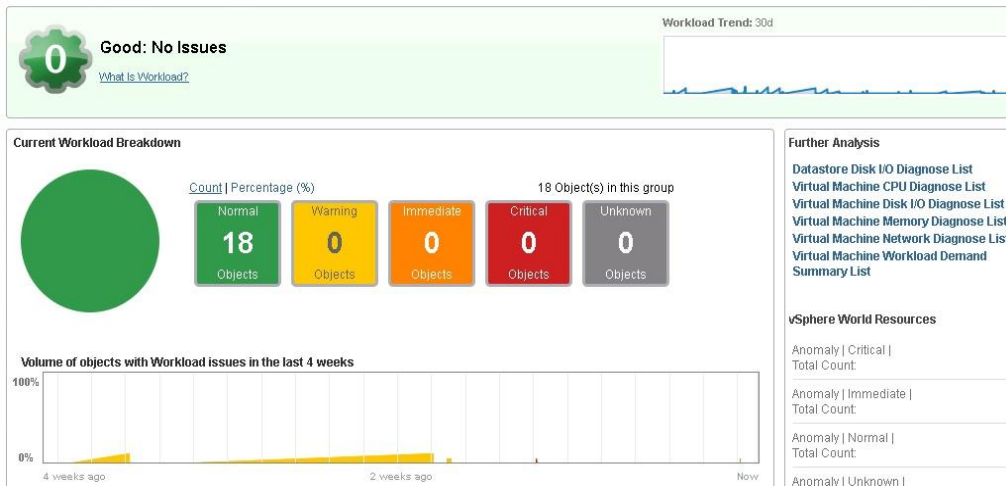 Workload Trend: 30d
0
Good: No Issues
What Is Workload?
Current Workload Breakdown
Count | Percentage (%)
18 Object(s) in this group
Normal
18
Objects
Warning
0
Objects
Immediate
0
Objects
Critical
0
Objects
Unknown
0
Objects
Volume of objects with Workload issues in the last 4 weeks
100%
0%
4 weeks ago
2 weeks ago
Now
Further Analysis
Datastore Disk I/O Diagnose List
Virtual Machine CPU Diagnose List
Virtual Machine Disk I/O Diagnose List
Virtual Machine Memory Diagnose List
Virtual Machine Network Diagnose Lis
Virtual Machine Workload Demand
Summary List
vSphere World Resources
Anomaly | Critical |
Total Count:
Anomaly | Immediate |
Total Count:
Anomaly | Normal |
Total Count:
Anomaly | Unknown |